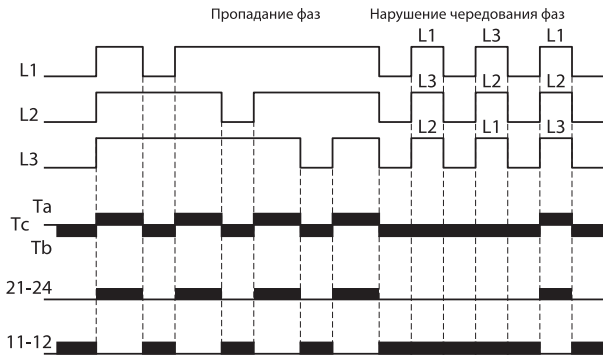 Пропадание фаз
Нарушение чередования фаз
L1 L3 L1
L1
L3 L2 L2
L2
L2 L1 L3
L3
Ta
Tc
Tb
21-24
11-12